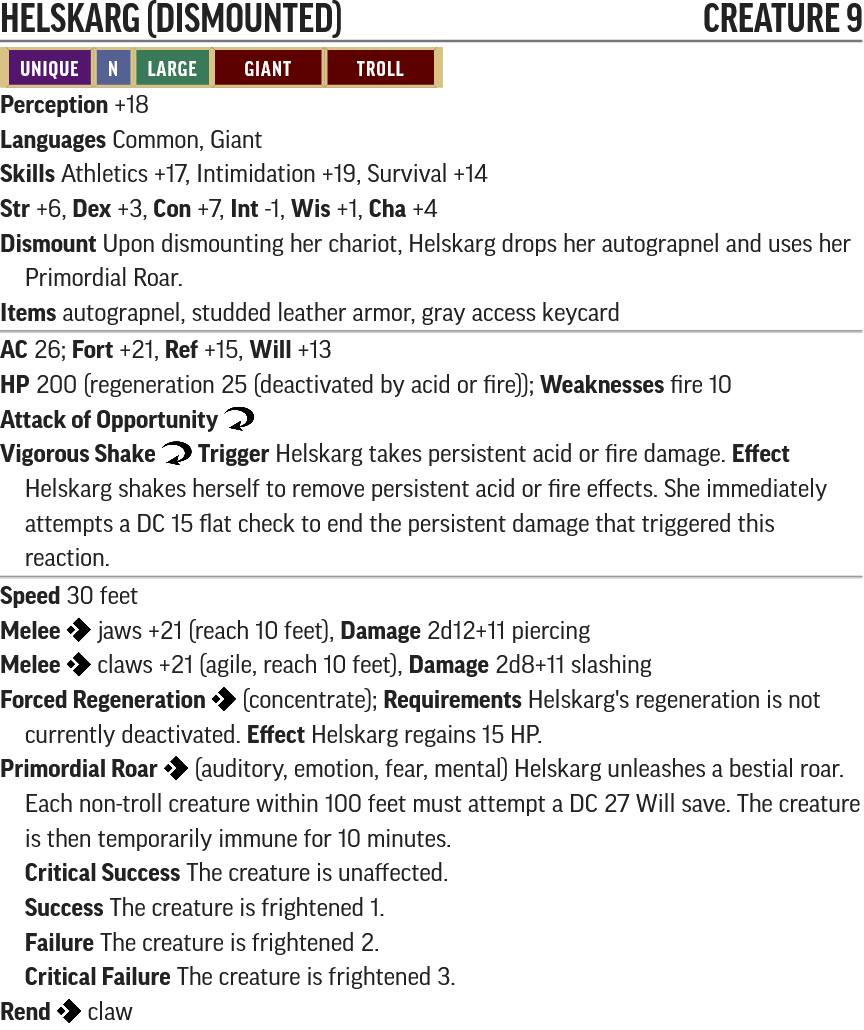 HELSKARG (DISMOUNTED) CREATURE 9
UNIQUE N LARGE GIANT TROLL
Perception +18
Languages Common, Giant
Skills Athletics +17, Intimidation +19, Survival +14
Str +6, Dex +3, Con +7, Int -1, Wis +1, Cha +4
Dismount Upon dismounting her chariot, Helskarg drops her autograpnel and uses her
Primordial Roar.
Items autograpnel, studded leather armor, gray access keycard
AC 26; Fort +21, Ref +15, Will +13
HP 200 (regeneration 25 (deactivated by acid or fire)); Weaknesses fire 10
Attack of Opportunity
Vigorous Shake Trigger Helskarg takes persistent acid or fire damage. Effect
Helskarg shakes herself to remove persistent acid or fire effects. She immediately
attempts a DC 15 flat check to end the persistent damage that triggered this
reaction.
Speed 30 feet
Melee jaws +21 (reach 10 feet), Damage 2d12+11 piercing
Melee claws +21 (agile, reach 10 feet), Damage 2d8+11 slashing
Forced Regeneration (concentrate); Requirements Helskarg's regeneration is not
currently deactivated. Effect Helskarg regains 15 HP.
Primordial Roar (auditory, emotion, fear, mental) Helskarg unleashes a bestial roar.
Each non-troll creature within 100 feet must attempt a DC 27 Will save. The creature
is then temporarily immune for 10 minutes.
Critical Success The creature is unaffected.
Success The creature is frightened 1.
Failure The creature is frightened 2.
Critical Failure The creature is frightened 3.
Rend claw